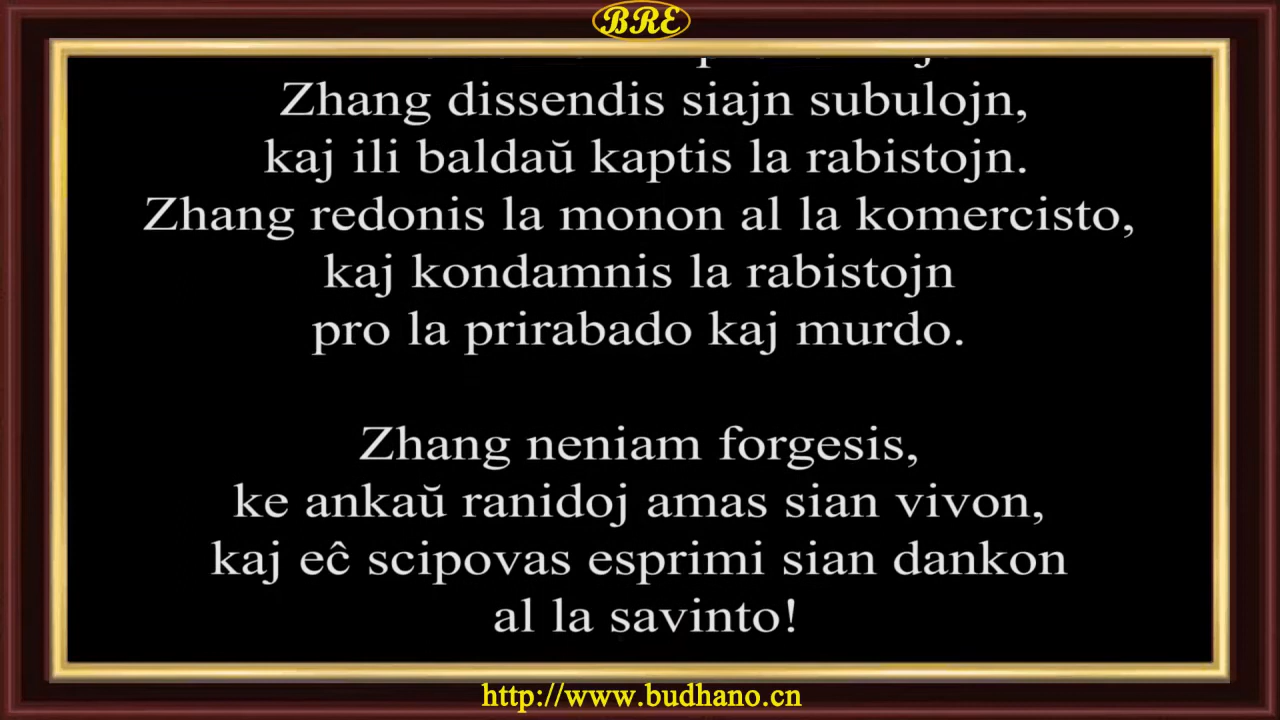 BRE
Zhang dissendis siajn subulojn,
kaj ili baldaŭ kaptis la rabistojn.
Zhang redonis la monon al la komercisto,
kaj kondamnis la rabistojn
pro la prirabado kaj murdo.
Zhang neniam forgesis,
ke ankaŭ ranidoj amas sian vivon,
kaj eĉ scipovas esprimi sian dankon
al la savinto!
http://www.budhano.cn